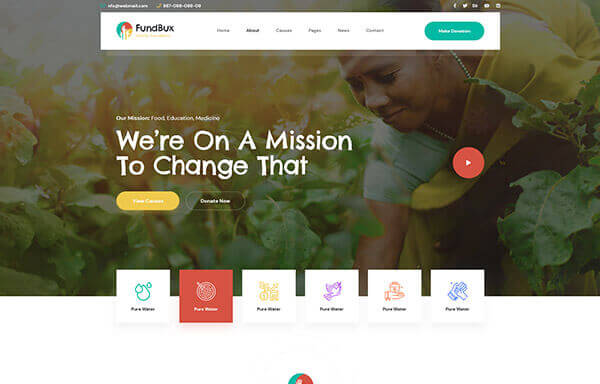 info@webmail.com 987-098-098-09
FundBux
Home About Causes Pages News Contact
Make Donation
Our Mission: Food, Education, Medicine
We're On A Mission
To Change That
View Causes Donate Now
Pure Water Pure Water Pure Water Pure Water Pure Water Pure Water